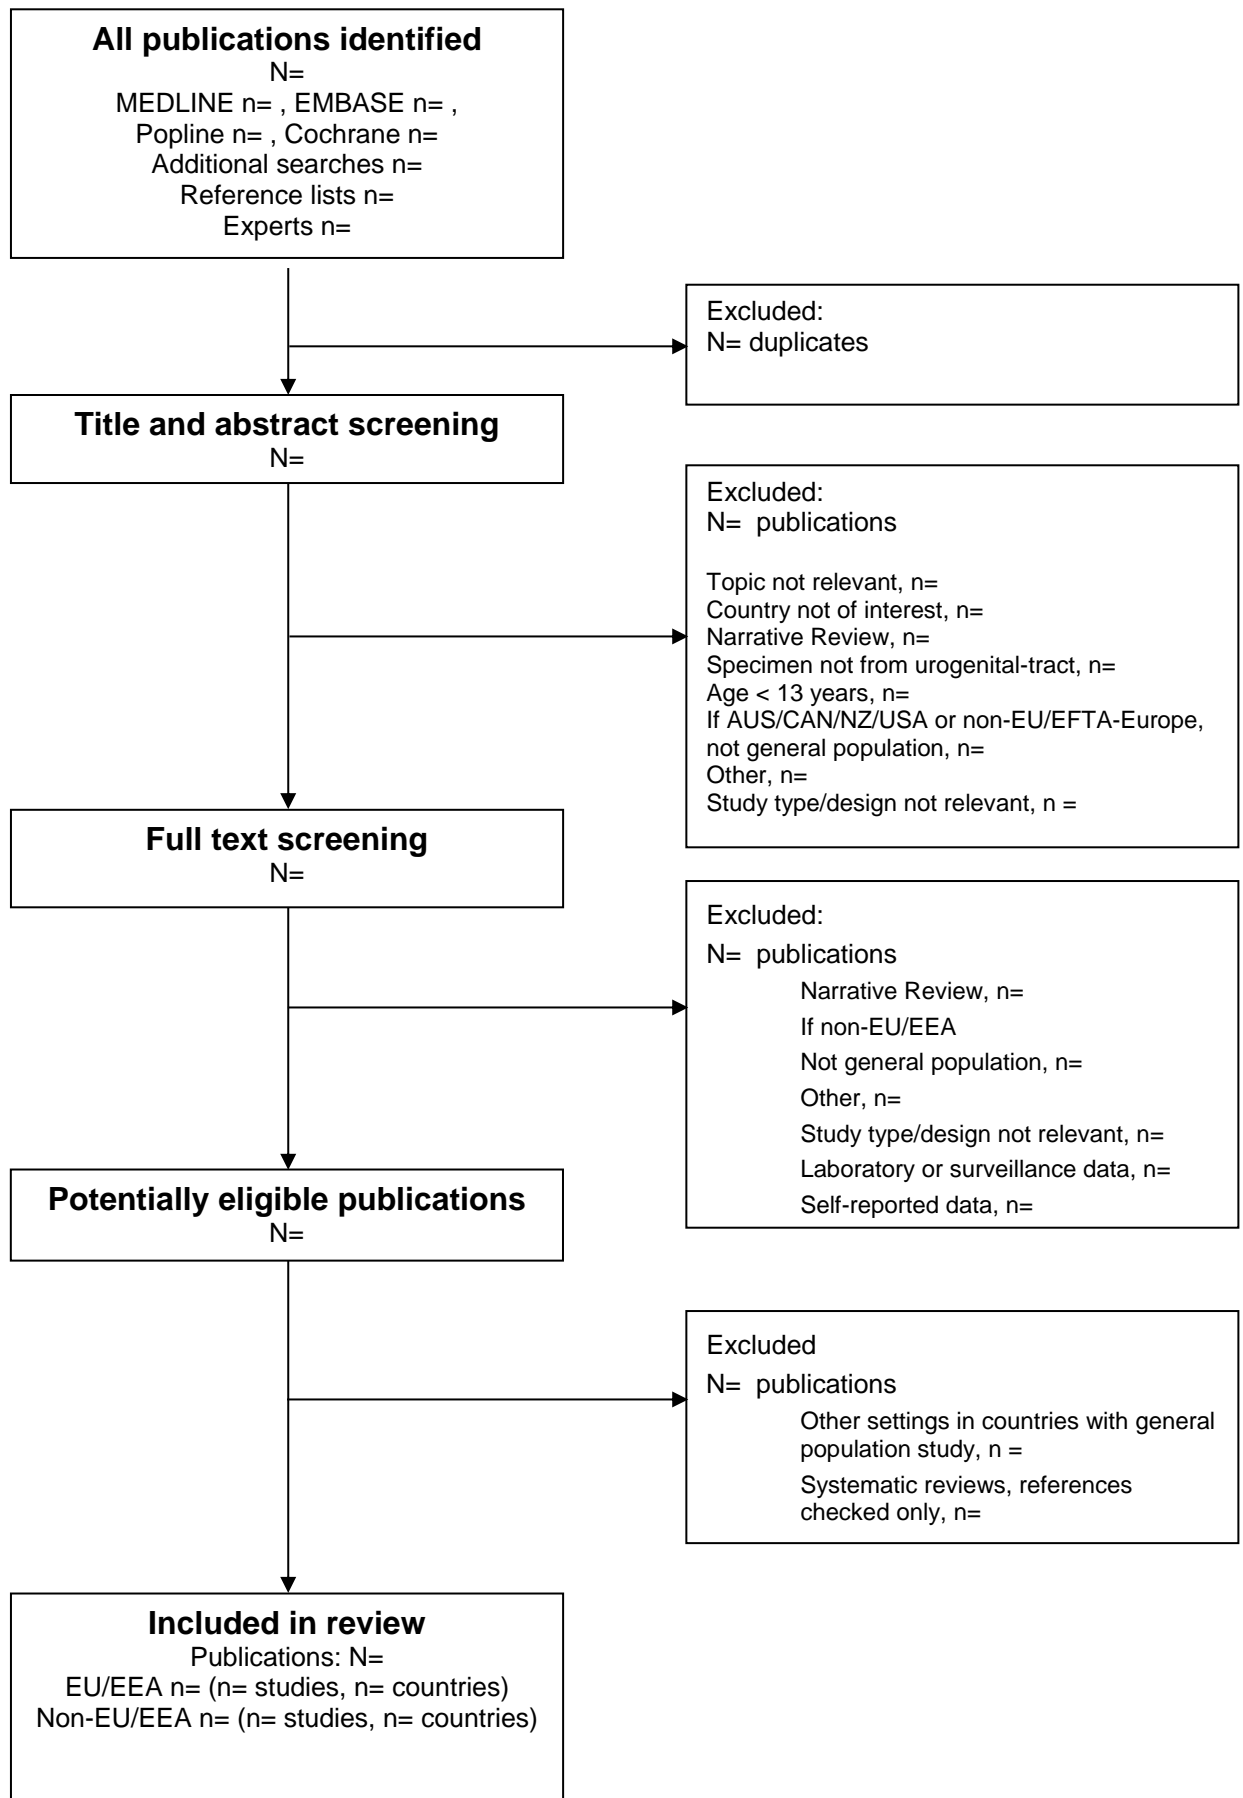 All publications identified
N=
MEDLINE n= , EMBASE n= ,
Popline n= , Cochrane n=
Additional searches n=
Reference lists n=
Experts n=
Excluded:
N= duplicates
Title and abstract screening
N=
Excluded:
N= publications
Topic not relevant, n=
Country not of interest, n=
Narrative Review, n=
Specimen not from urogenital-tract, n=
Age < 13 years, n=
If AUS/CAN/NZ/USA or non-EU/EFTA-Europe,
not general population, n=
Other, n=
Study type/design not relevant, n =
Full text screening
N=
Excluded:
N= publications
Narrative Review, n=
If non-EU/EEA
Not general population, n=
Other, n=
Study type/design not relevant, n=
Laboratory or surveillance data, n=
Self-reported data, n=
Potentially eligible publications
N=
Excluded
N= publications
Other settings in countries with general
population study, n =
Systematic reviews, references
checked only, n=
Included in review
Publications: N=
EU/EEA n= (n= studies, n= countries)
Non-EU/EEA n= (n= studies, n= countries)